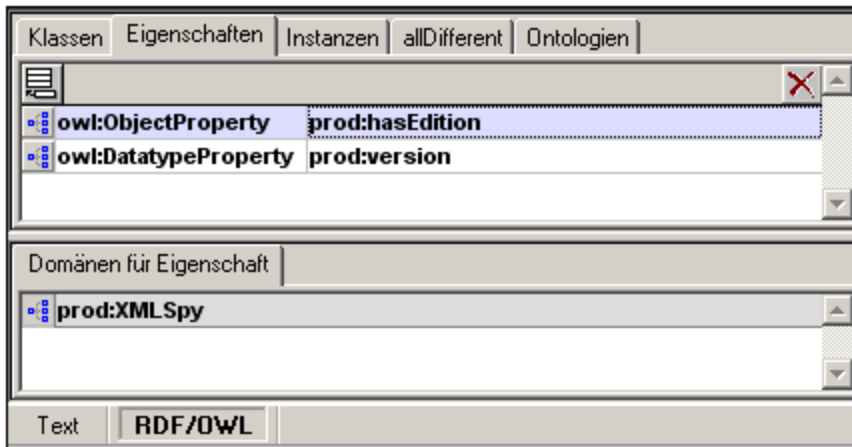 Klassen Eigenschaften Instanzen allDifferent Ontologien
owl:ObjectProperty prod:hasEdition
owl:DatatypeProperty prod:version
Domänen für Eigenschaft
prod:XMLSpy
Text RDF/OWL